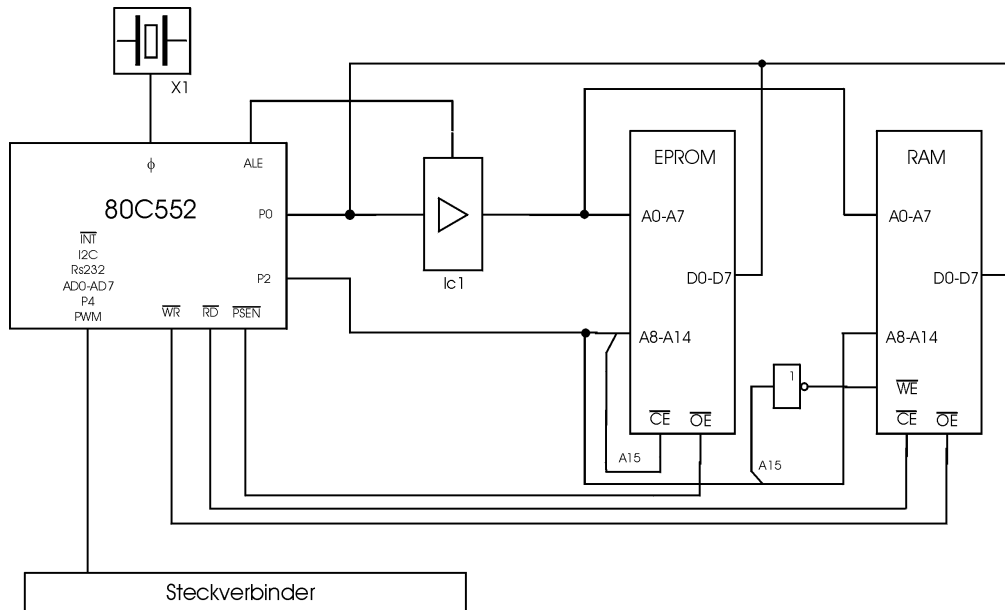 X1
ϕ
ALE
80C552
P0
P2
INT
I2C
Rs232
AD0-AD7
P4
PWM
WR
RD
PSEN
Ic1
EPROM
A0-A7
D0-D7
A8-A14
CE
OE
A15
1
A15
RAM
A0-A7
D0-D7
A8-A14
WE
CE
OE
Steckverbinder